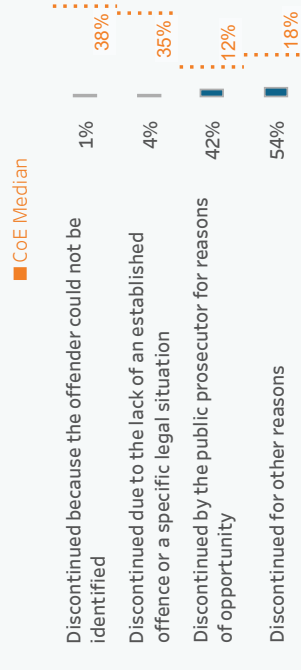 CoE Median
Discontinued because the offender could not be
identified
1%
38%
Discontinued due to the lack of an established
offence or a specific legal situation
4%
35%
Discontinued by the public prosecutor for reasons
of opportunity
42%
12%
Discontinued for other reasons
54%
18%